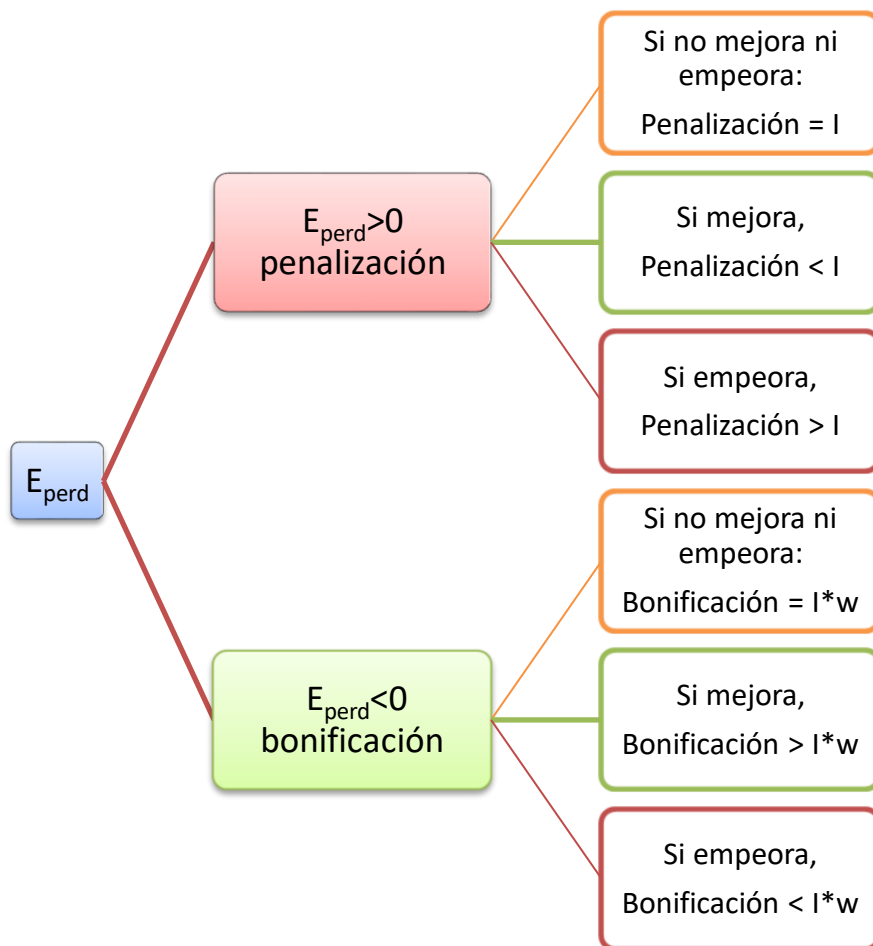 E_perd
E_perd>0
penalización
Si no mejora ni
empeora:
Penalización = I
Si mejora,
Penalización < I
Si empeora,
Penalización > I
E_perd<0
bonificación
Si no mejora ni
empeora:
Bonificación = I*w
Si mejora,
Bonificación > I*w
Si empeora,
Bonificación < I*w